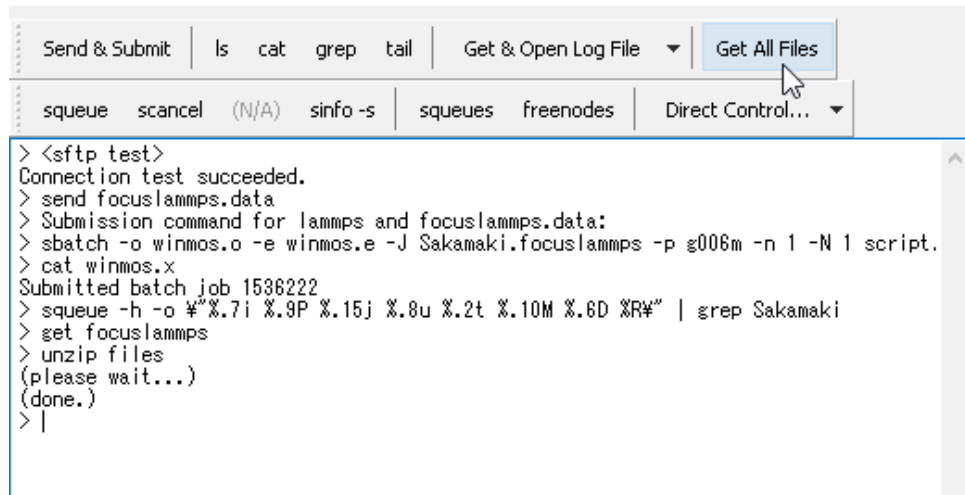 Send & Submit ls cat grep tail Get & Open Log File Get All Files
squeue scancel (N/A) sinfo -s squeues freenodes Direct Control...
> <sftp test>
Connection test succeeded.
> send focuslammps.data
> Submission command for lammps and focuslammps.data:
> sbatch -o winmos.o -e winmos.e -J Sakamaki.focuslammps -p g006m -n 1 -N 1 script.
> cat winmos.x
Submitted batch job 1536222
> squeue -h -o ¥"%.7i %.9P %.15j %.8u %.2t %.10M %.6D %R¥" | grep Sakamaki
> get focuslammps
> unzip files
(please wait...)
(done.)
>